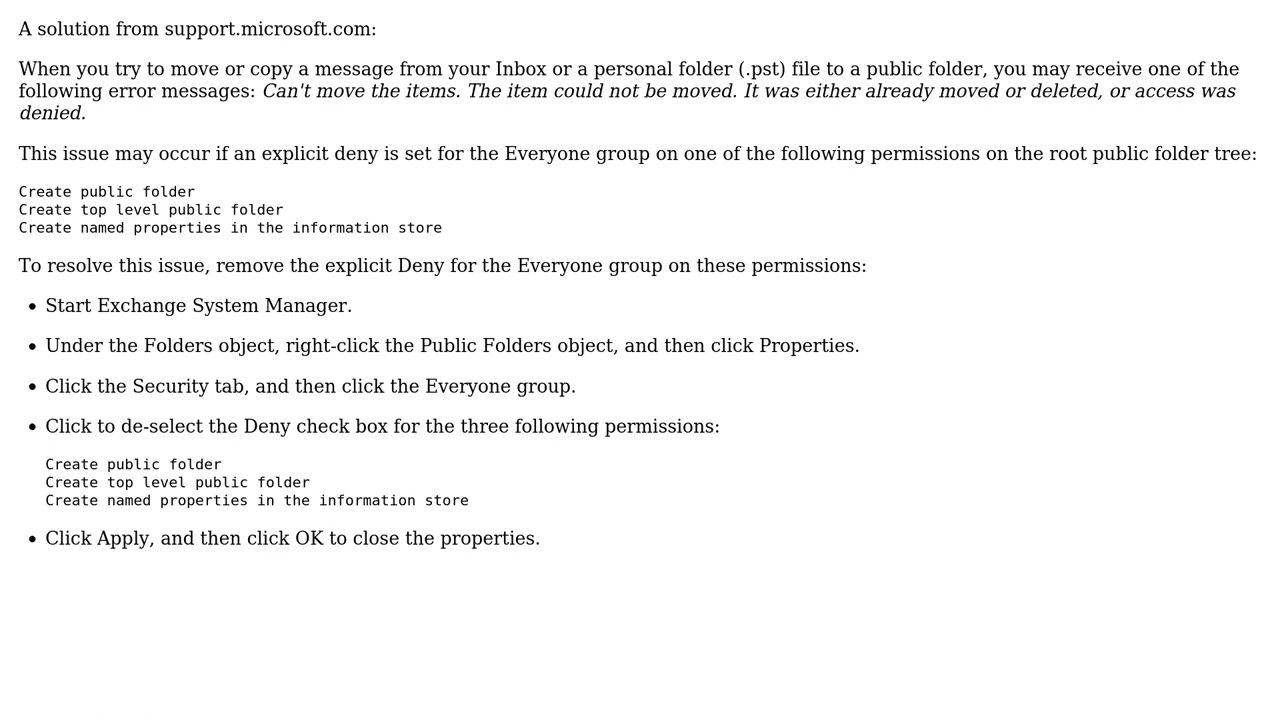 A solution from support.microsoft.com:
When you try to move or copy a message from your Inbox or a personal folder (.pst) file to a public folder, you may receive one of the
following error messages: Can't move the items. The item could not be moved. It was either already moved or deleted, or access was
denied.
This issue may occur if an explicit deny is set for the Everyone group on one of the following permissions on the root public folder tree:
Create public folder
Create top level public folder
Create named properties in the information store
To resolve this issue, remove the explicit Deny for the Everyone group on these permissions:
• Start Exchange System Manager.
• Under the Folders object, right-click the Public Folders object, and then click Properties.
• Click the Security tab, and then click the Everyone group.
• Click to de-select the Deny check box for the three following permissions:
Create public folder
Create top level public folder
Create named properties in the information store
• Click Apply, and then click OK to close the properties.